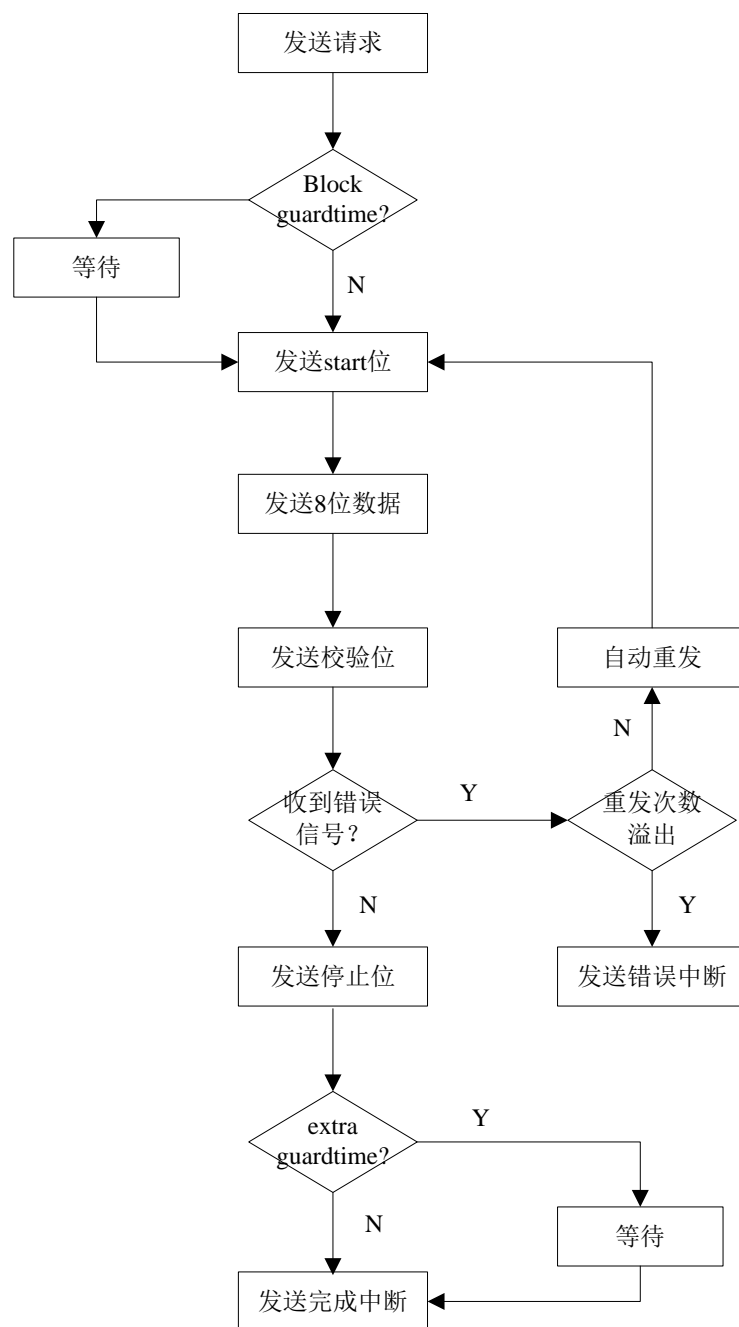 发送请求
Block
guardtime?
等待
N
发送start位
发送8位数据
发送校验位
自动重发
N
收到错误
信号？
Y
重发次数
溢出
N
Y
发送停止位
发送错误中断
extra
guardtime?
Y
N
等待
发送完成中断